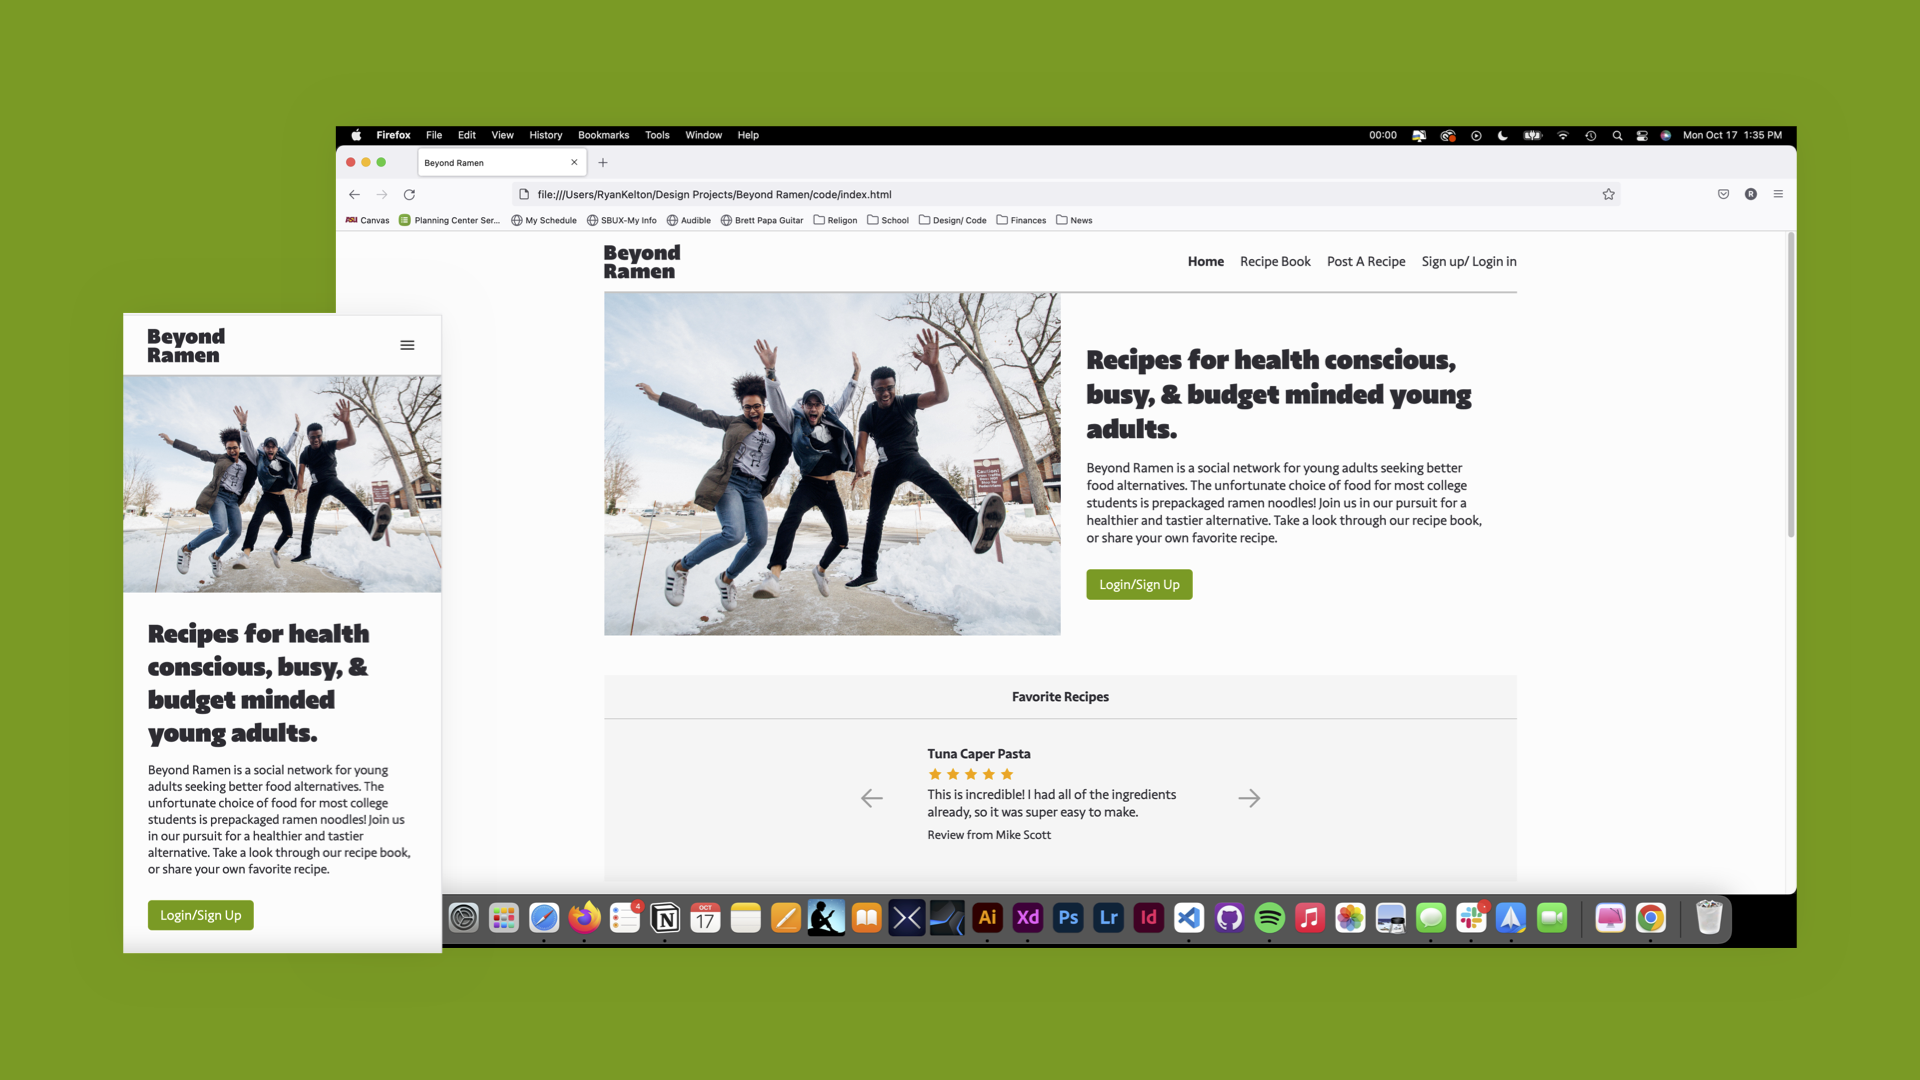 Firefox File Edit View History Bookmarks Tools Window Help
00:00 Mon Oct 17 1:35 PM
Beyond Ramen
file:///Users/RyanKelton/Design Projects/Beyond Ramen/code/index.html
R
ASU Canvas Planning Center Ser... My Schedule SBUX-My Info Audible Brett Papa Guitar Religon School Design/ Code Finances News
Beyond
Ramen
Home Recipe Book Post A Recipe Sign up/ Login in
Recipes for health conscious,
busy, & budget minded young
adults.
Beyond Ramen is a social network for young adults seeking better
food alternatives. The unfortunate choice of food for most college
students is prepackaged ramen noodles! Join us in our pursuit for a
healthier and tastier alternative. Take a look through our recipe book,
or share your own favorite recipe.
Login/Sign Up
Favorite Recipes
Tuna Caper Pasta
This is incredible! I had all of the ingredients
already, so it was super easy to make.
Review from Mike Scott
4
OCT
17
Ai Xd Ps Lr Id
Beyond
Ramen
Recipes for health
conscious, busy, &
budget minded
young adults.
Beyond Ramen is a social network for young
adults seeking better food alternatives. The
unfortunate choice of food for most college
students is prepackaged ramen noodles! Join us
in our pursuit for a healthier and tastier
alternative. Take a look through our recipe book,
or share your own favorite recipe.
Login/Sign Up